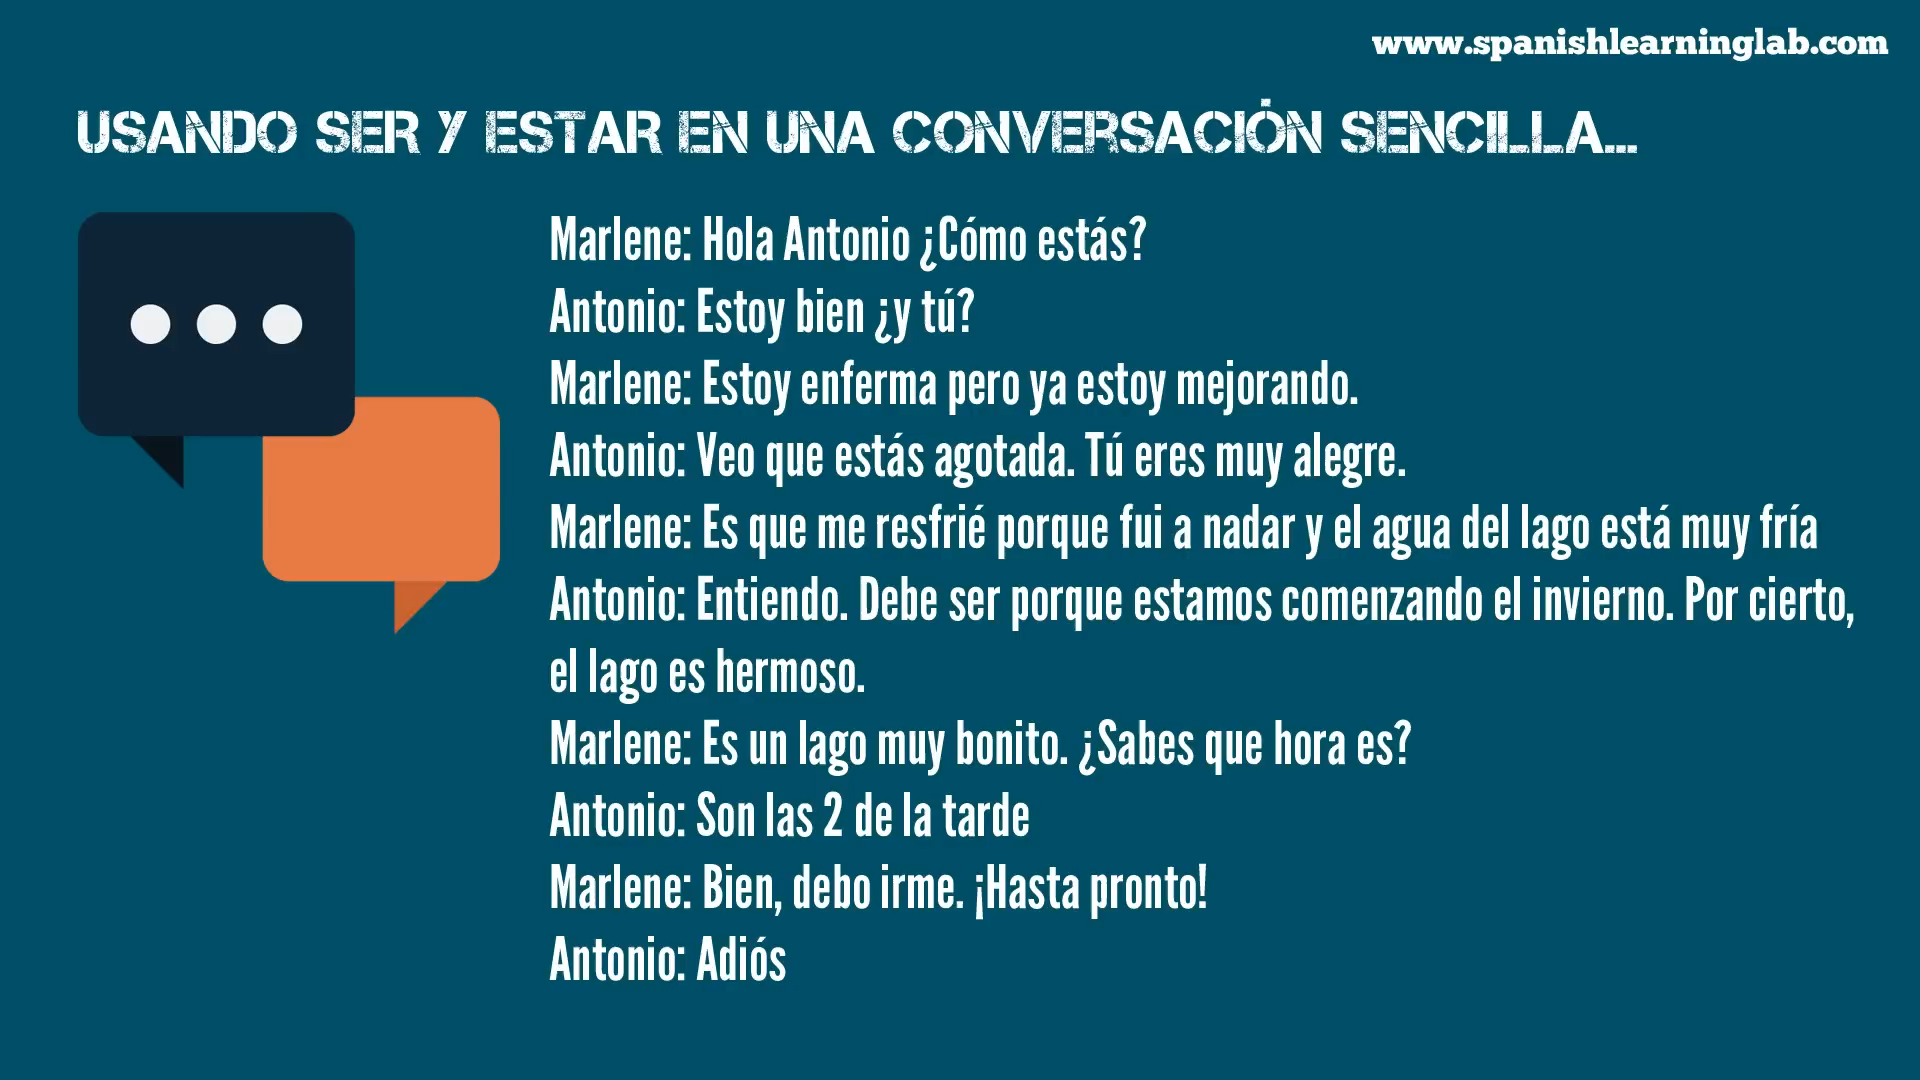 www.spanishlearninglab.com
USANDO SER Y ESTAR EN UNA CONVERSACIÓN SENCILLA...
Marlene: Hola Antonio ¿Cómo estás?
Antonio: Estoy bien ¿y tú?
Marlene: Estoy enferma pero ya estoy mejorando.
Antonio: Veo que estás agotada. Tú eres muy alegre.
Marlene: Es que me resfrié porque fui a nadar y el agua del lago está muy fría
Antonio: Entiendo. Debe ser porque estamos comenzando el invierno. Por cierto,
el lago es hermoso.
Marlene: Es un lago muy bonito. ¿Sabes que hora es?
Antonio: Son las 2 de la tarde
Marlene: Bien, debo irme. ¡Hasta pronto!
Antonio: Adiós